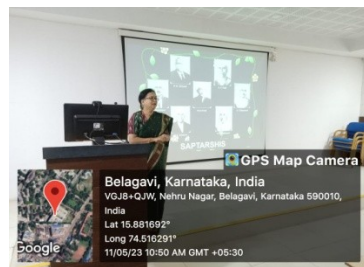 SAPTARSHIS
GPS Map Camera
Belagavi, Karnataka, India
VGJ8+QJW, Nehru Nagar, Belagavi, Karnataka 590010,
India
Lat 15.881692°
Long 74.516291°
11/05/23 10:50 AM GMT +05:30
Google